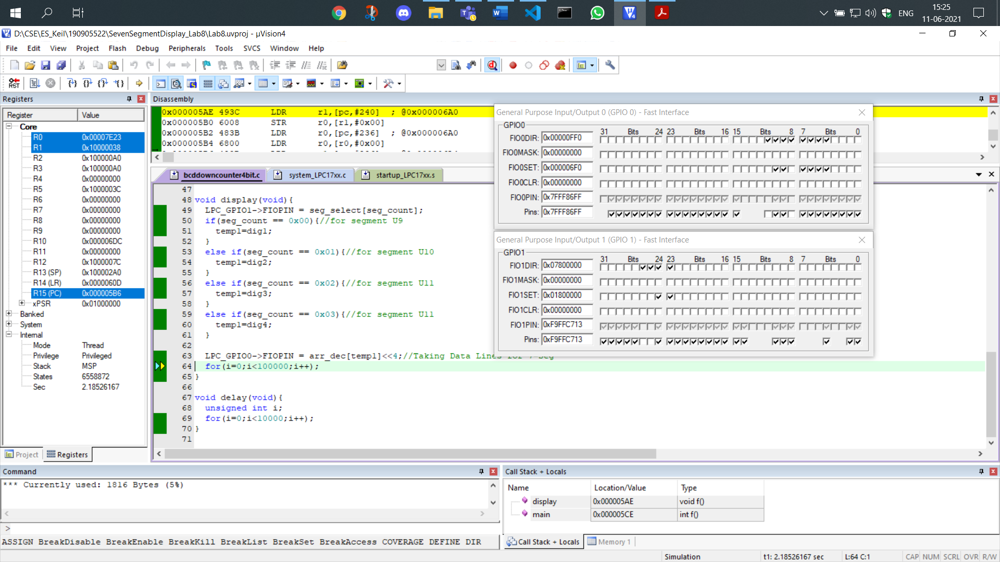 ENG
15:25
11-06-2021
D:\CSE\ES_Keil\190905522\SevenSegmentDisplay_Lab8\Lab8.uvproj - µVision4
File Edit View Project Flash Debug Peripherals Tools SVCS Window Help
Registers
Register Value
Core
R0 0x00007E23
R1 0x10000038
R2 0x100000A0
R3 0x100000A0
R4 0x00000000
R5 0x1000003C
R6 0x00000000
R7 0x00000000
R8 0x00000000
R9 0x00000000
R10 0x000006DC
R11 0x00000000
R12 0x1000007C
R13 (SP) 0x100002A0
R14 (LR) 0x0000060D
R15 (PC) 0x000005B6
xPSR 0x01000000
Banked
System
Internal
Mode Thread
Privilege Privileged
Stack MSP
States 6558872
Sec 2.18526167
Project Registers
Disassembly
0x000005AE 493C LDR r1,[pc,#240] ; @0x000006A0
0x000005B0 6008 STR r0,[r1,#0x00]
0x000005B2 483B LDR r0,[pc,#236] ; @0x000006A0
0x000005B4 6800 LDR r0,[r0,#0x00]
bcddowncounter4bit.c system_LPC17xx.c startup_LPC17xx.s
47
48 void display(void){
49 LPC_GPIO1->FIOPIN = seg_select[seg_count];
50 if(seg_count == 0x00){//for segment U9
51 temp1=dig1;
52 }
53 else if(seg_count == 0x01){//for segment U10
54 temp1=dig2;
55 }
56 else if(seg_count == 0x02){//for segment U11
57 temp1=dig3;
58 }
59 else if(seg_count == 0x03){//for segment U11
60 temp1=dig4;
61 }
62
63 LPC_GPIO0->FIOPIN = arr_dec[temp1]<<4;//Taking Data Lines for 7-Seg
64 for(i=0;i<100000;i++);
65 }
66
67 void delay(void){
68 unsigned int i;
69 for(i=0;i<10000;i++);
70 }
71
General Purpose Input/Output 0 (GPIO 0) - Fast Interface
GPIO0
31 Bits 24 23 Bits 16 15 Bits 8 7 Bits 0
FIO0DIR: 0x00000FF0
FIO0MASK: 0x00000000
FIO0SET: 0x000006F0
FIO0CLR: 0x00000000
FIO0PIN: 0x7FFF86FF
Pins: 0x7FFF86FF
General Purpose Input/Output 1 (GPIO 1) - Fast Interface
GPIO1
31 Bits 24 23 Bits 16 15 Bits 8 7 Bits 0
FIO1DIR: 0x07800000
FIO1MASK: 0x00000000
FIO1SET: 0x01800000
FIO1CLR: 0x00000000
FIO1PIN: 0xF9FFC713
Pins: 0xF9FFC713
Command
*** Currently used: 1816 Bytes (5%)
>
ASSIGN BreakDisable BreakEnable BreakKill BreakList BreakSet BreakAccess COVERAGE DEFINE DIR
Call Stack + Locals
Name Location/Value Type
display 0x000005AE void f()
main 0x000005CE int f()
Call Stack + Locals Memory 1
Simulation t1: 2.18526167 sec L:64 C:1 CAP NUM SCRL OVR R/W